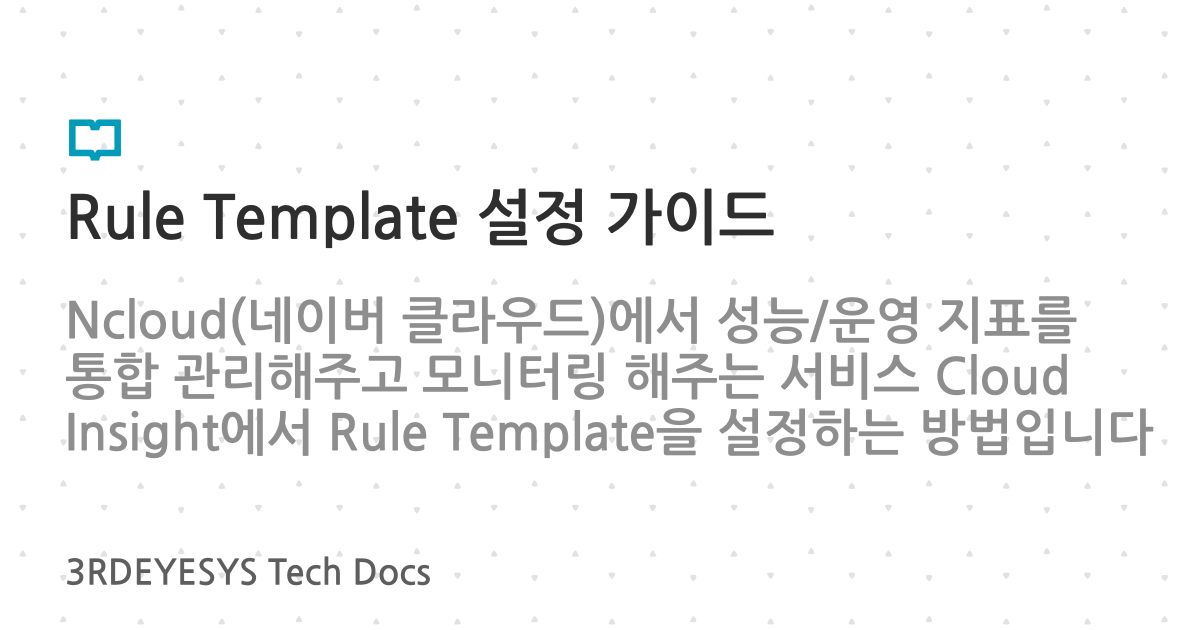 Rule Template 설정 가이드
Ncloud(네이버 클라우드)에서 성능/운영 지표를
통합 관리해주고 모니터링 해주는 서비스 Cloud
Insight에서 Rule Template을 설정하는 방법입니다
3RDEYESYS Tech Docs